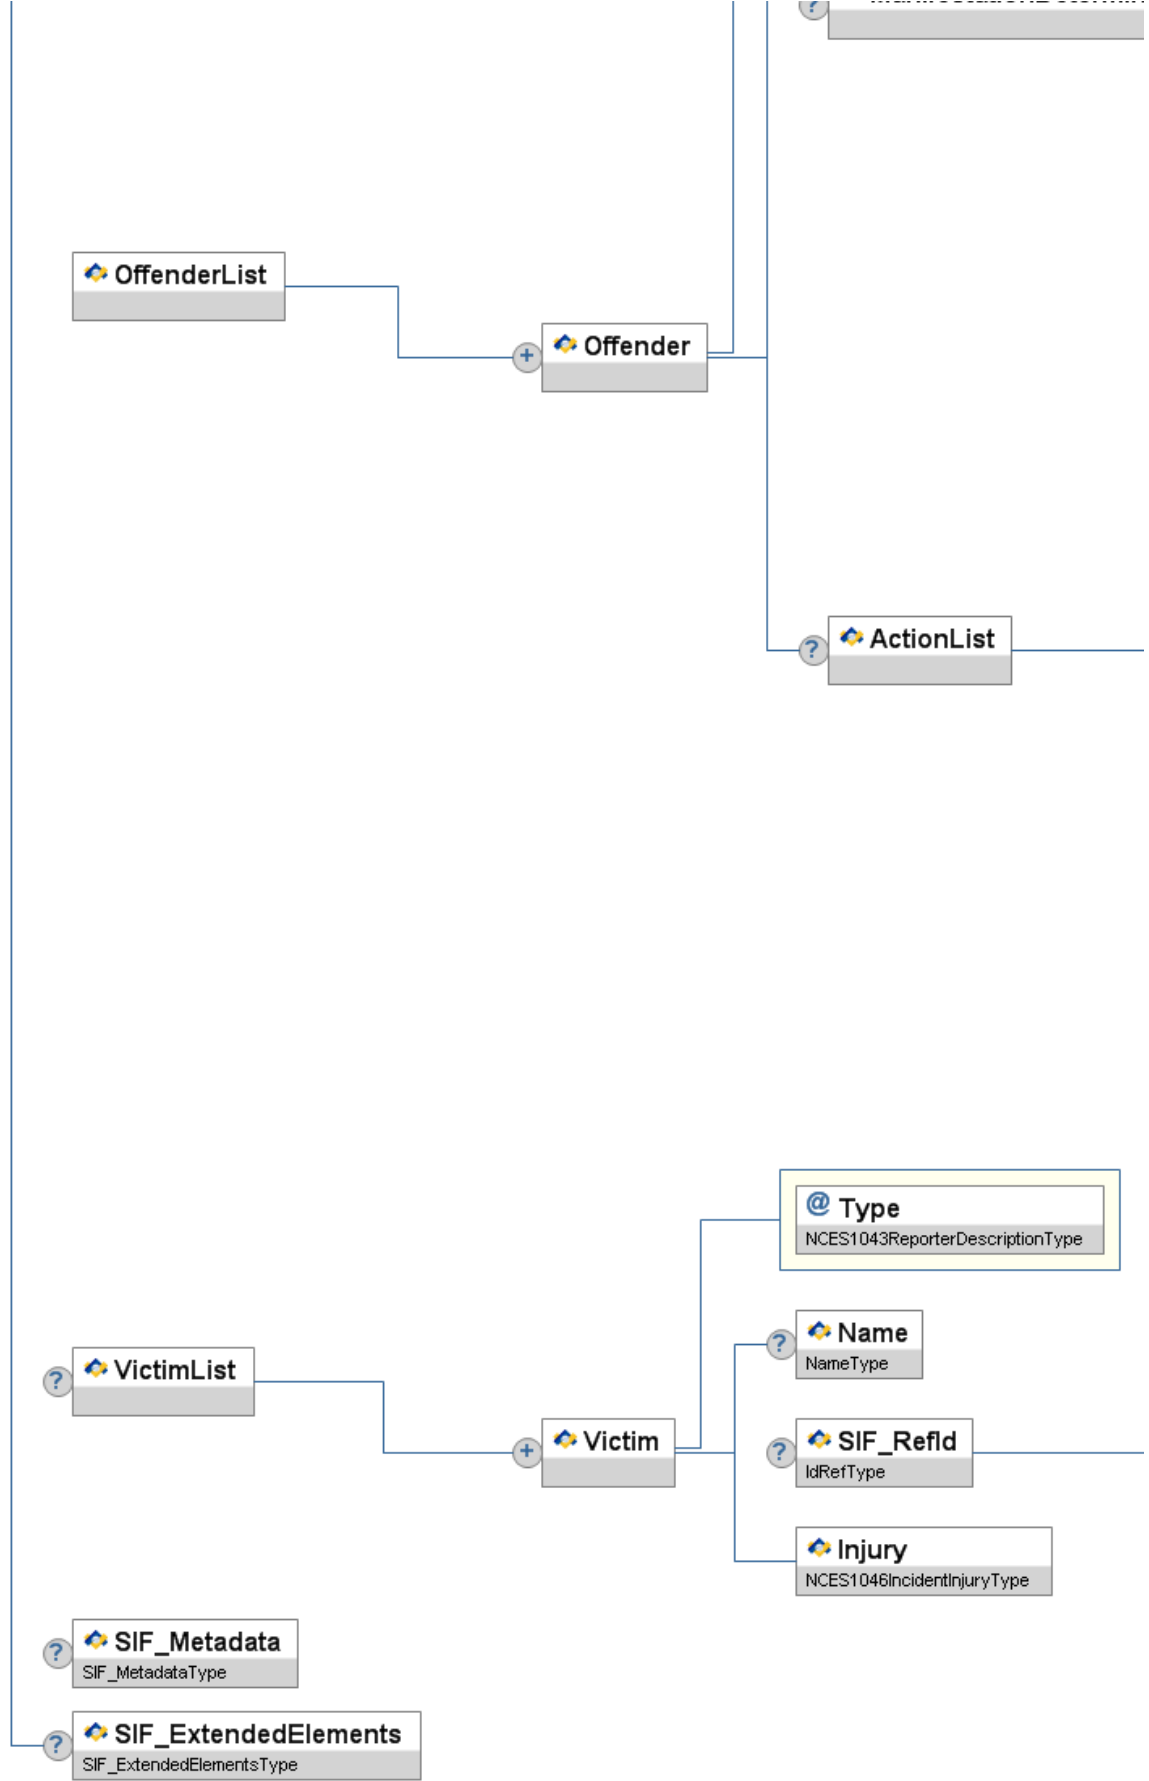 ?
OffenderList
+ Offender
? ActionList
@ Type
NCES1043ReporterDescriptionType
? Name
NameType
? VictimList
+ Victim
? SIF_RefId
IdRefType
Injury
NCES1046IncidentInjuryType
? SIF_Metadata
SIF_MetadataType
? SIF_ExtendedElements
SIF_ExtendedElementsType